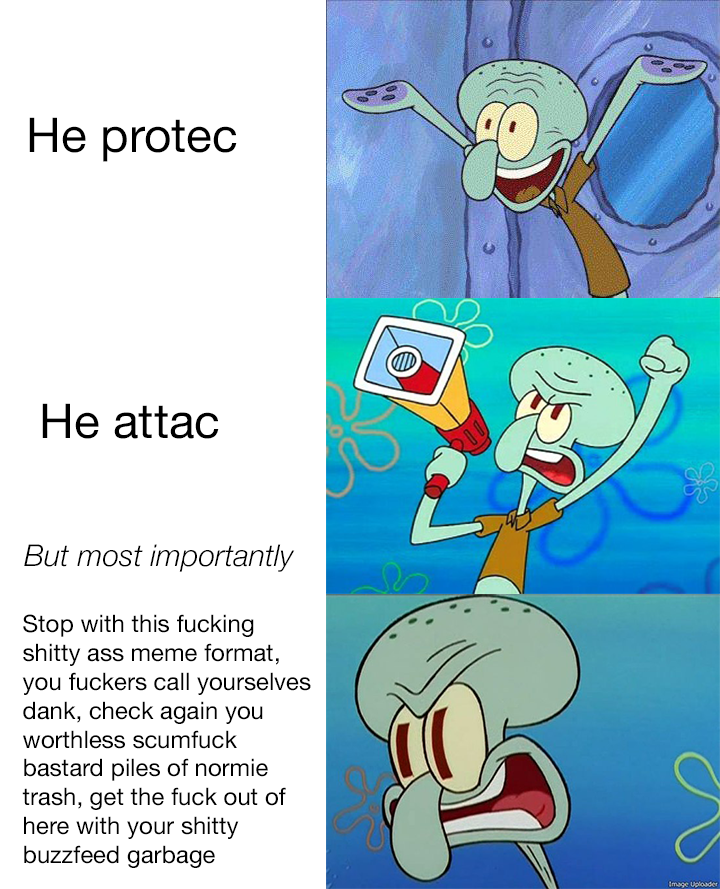 He protec
He attac
But most importantly
Stop with this fucking
shitty ass meme format,
you fuckers call yourselves
dank, check again you
worthless scumfuck
bastard piles of normie
trash, get the fuck out of
here with your shitty
buzzfeed garbage
Image Uploader